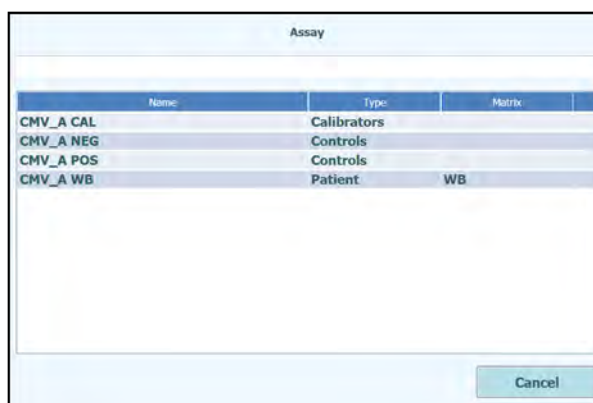 Assay
Name Type Matrix
CMV_A CAL Calibrators
CMV_A NEG Controls
CMV_A POS Controls
CMV_A WB Patient WB
Cancel